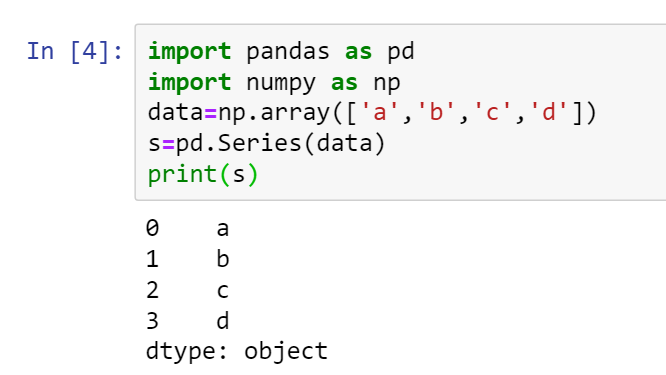 In [4]:
import pandas as pd
import numpy as np
data=np.array(['a','b','c','d'])
s=pd.Series(data)
print(s)
0    a
1    b
2    c
3    d
dtype: object